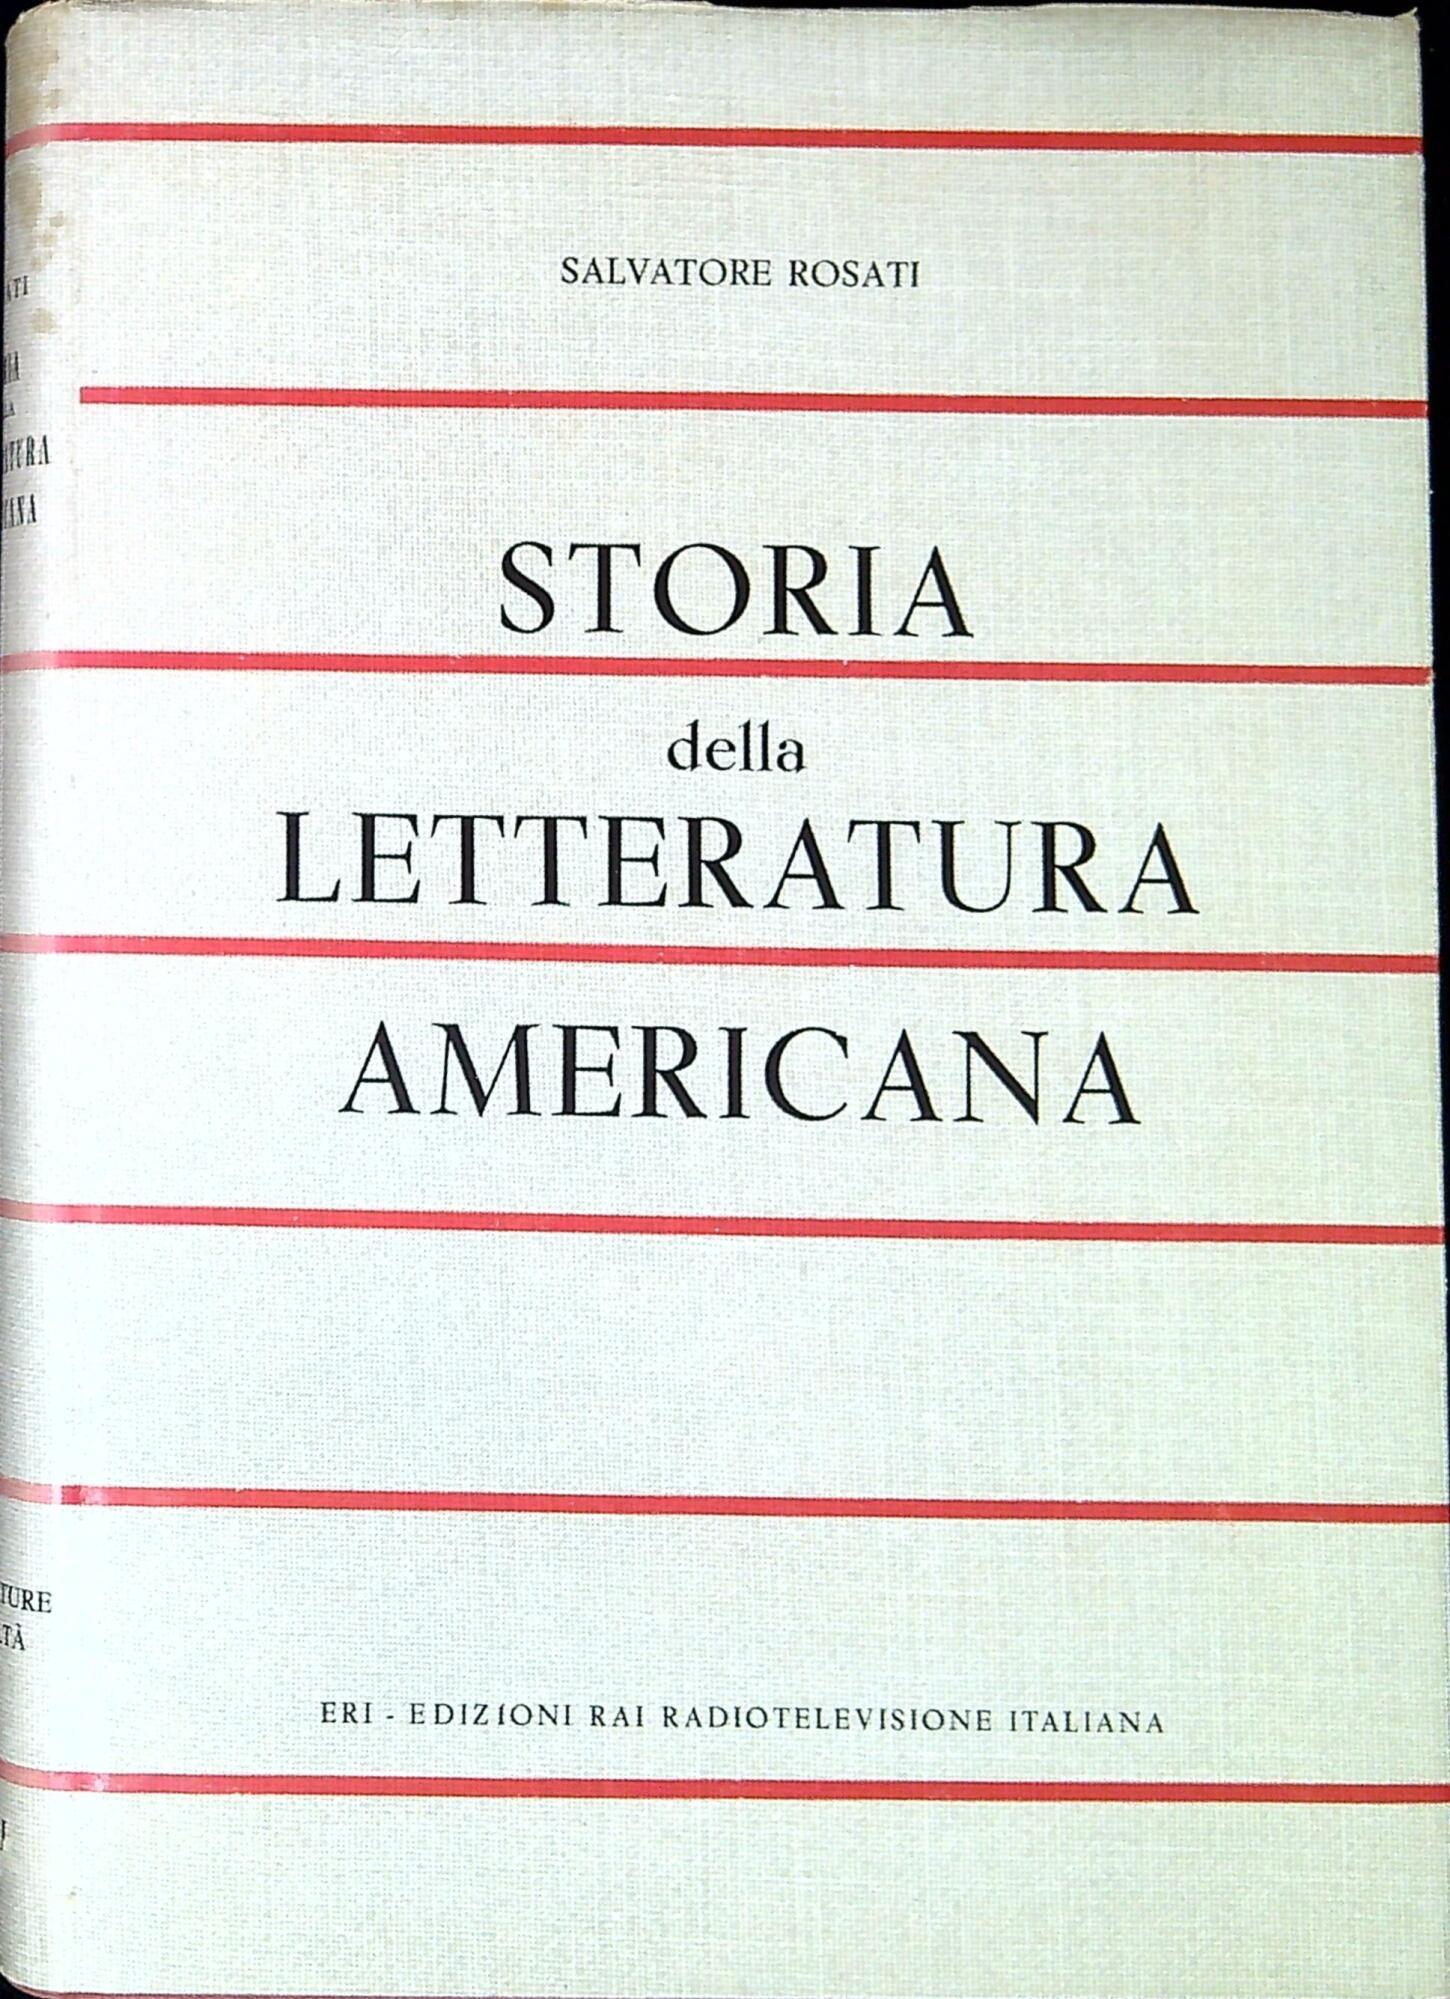 SALVATORE ROSATI
STORIA
della
LETTERATURA
AMERICANA
ERI - EDIZIONI RAI RADIOTELEVISIONE ITALIANA